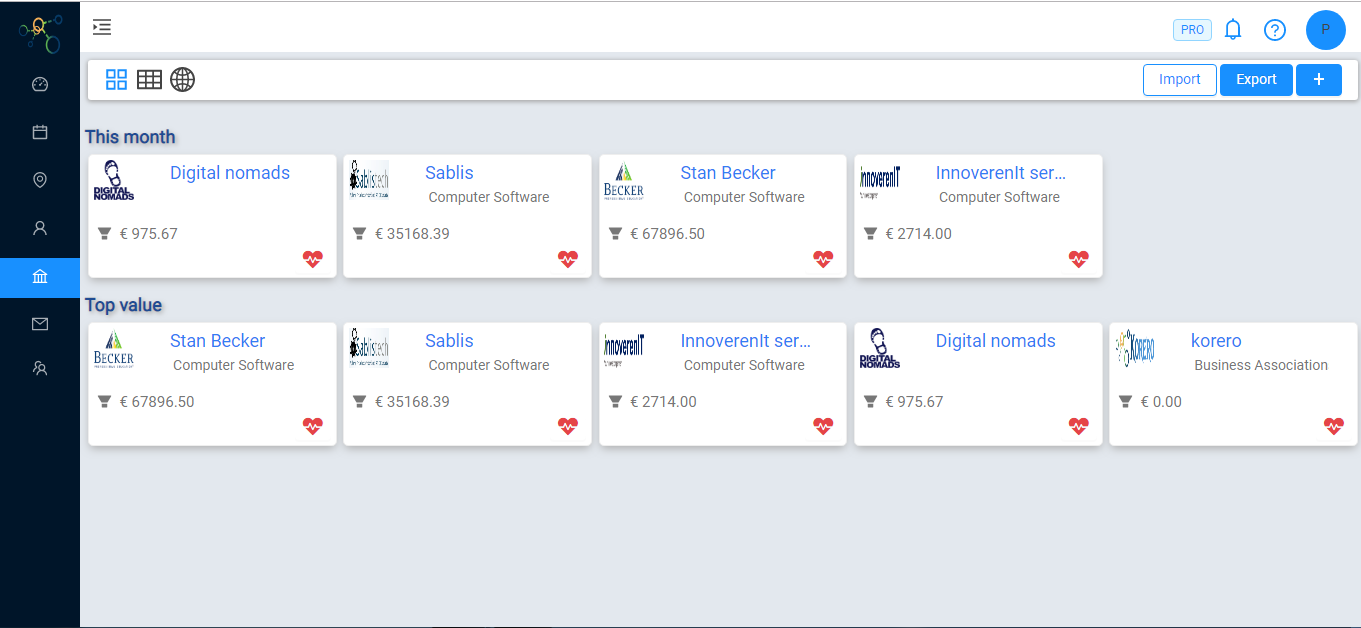 PRO
P
Import
Export
+
This month
DIGITAL NOMADS
Digital nomads
€ 975.67
Sablistech
Sablis
Computer Software
€ 35168.39
BECKER
Stan Becker
Computer Software
€ 67896.50
innoverenIT
InnoverenIt ser...
Computer Software
€ 2714.00
Top value
BECKER
Stan Becker
Computer Software
€ 67896.50
Sablistech
Sablis
Computer Software
€ 35168.39
innoverenIT
InnoverenIt ser...
Computer Software
€ 2714.00
DIGITAL NOMADS
Digital nomads
€ 975.67
KORERO
korero
Business Association
€ 0.00